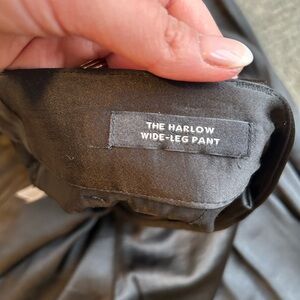 THE HARLOW
WIDE-LEG PANT